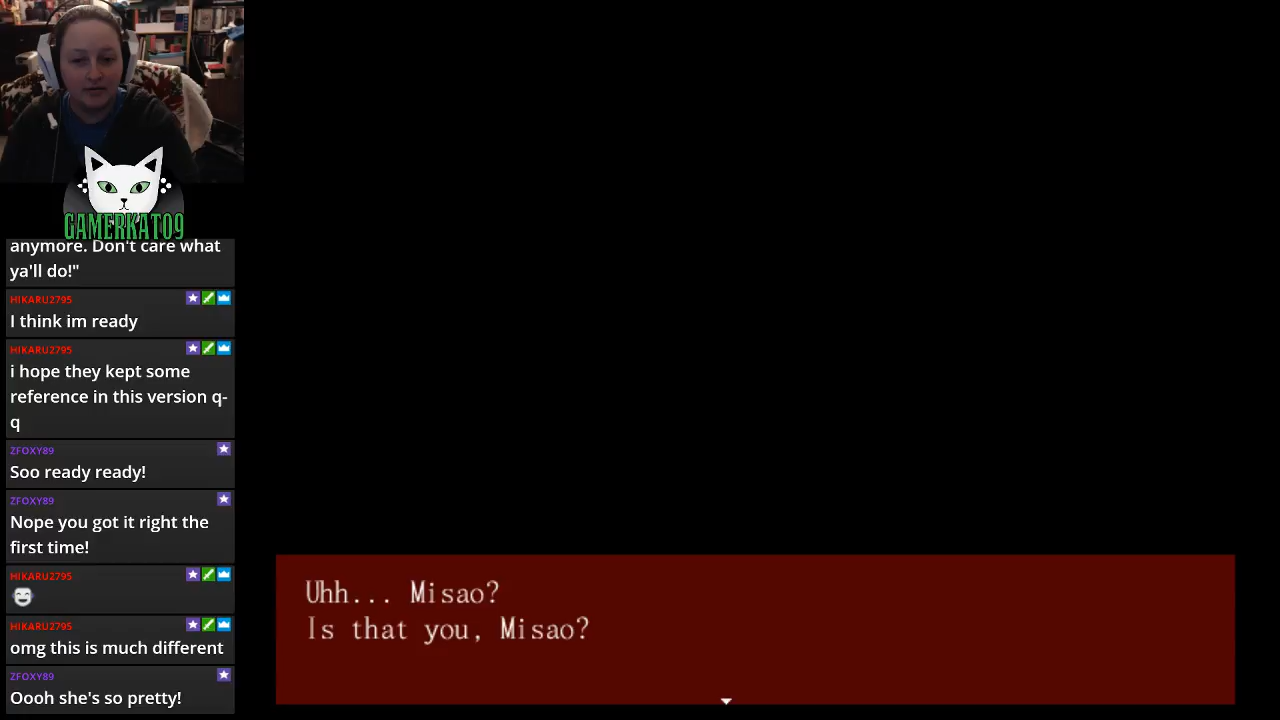 GAMERKAT09
anymore. Don't care what
ya'll do!"
HIKARU2795
I think im ready
HIKARU2795
i hope they kept some
reference in this version q-
q
ZFOXY89
Soo ready ready!
ZFOXY89
Nope you got it right the
first time!
HIKARU2795
HIKARU2795
omg this is much different
ZFOXY89
Oooh she's so pretty!
Uhh... Misao?
Is that you, Misao?